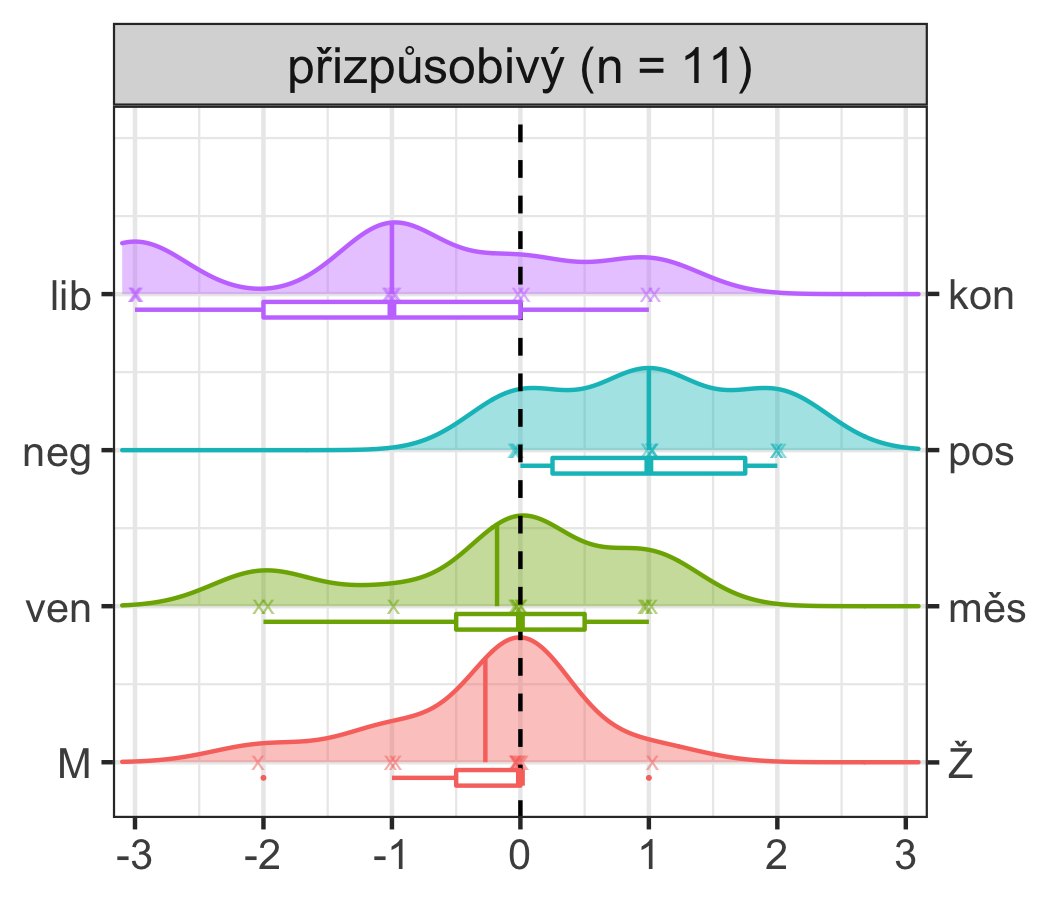 přizpůsobivý (n = 11)
lib kon
neg pos
ven měs
M Ž
-3 -2 -1 0 1 2 3